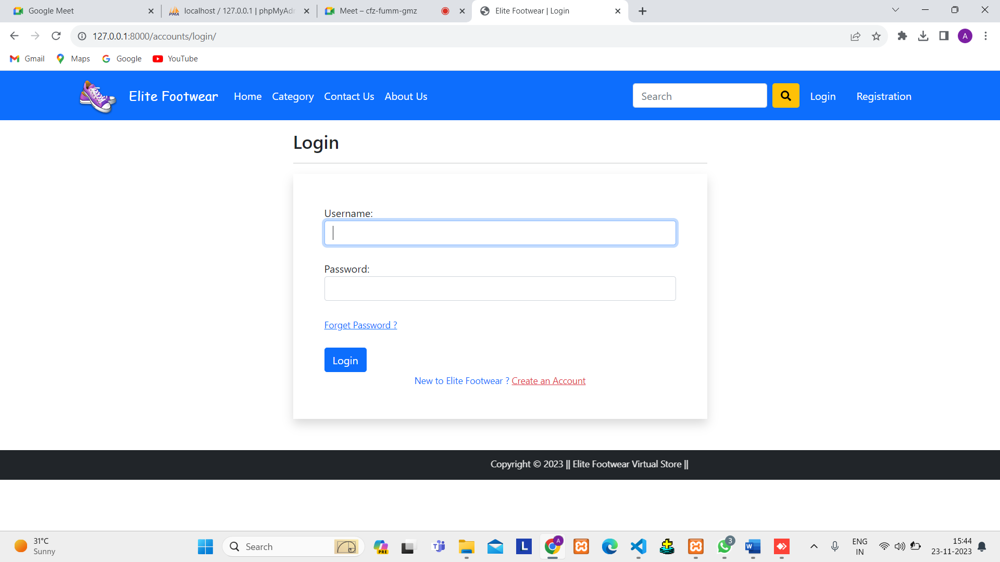 Google Meet
localhost / 127.0.0.1 | phpMyAdr
Meet – cfz-fumm-gmz
Elite Footwear | Login
127.0.0.1:8000/accounts/login/
A
Gmail
Maps
Google
YouTube
Elite Footwear
Home
Category
Contact Us
About Us
Search
Login
Registration
Login
Username:
Password:
Forget Password ?
Login
New to Elite Footwear ? Create an Account
Copyright © 2023 || Elite Footwear Virtual Store ||
31°C
Sunny
Search
PRE
L
A
3
W
ENG
IN
15:44
23-11-2023